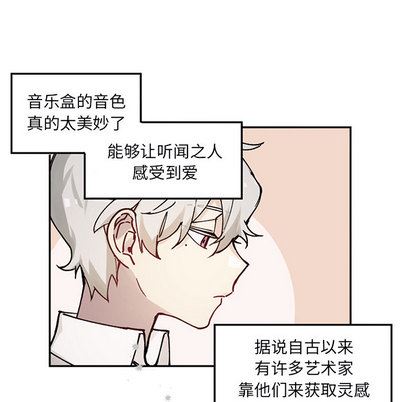 音乐盒的音色
真的太美妙了
能够让听闻之人
感受到爱
据说自古以来
有许多艺术家
靠他们来获取灵感